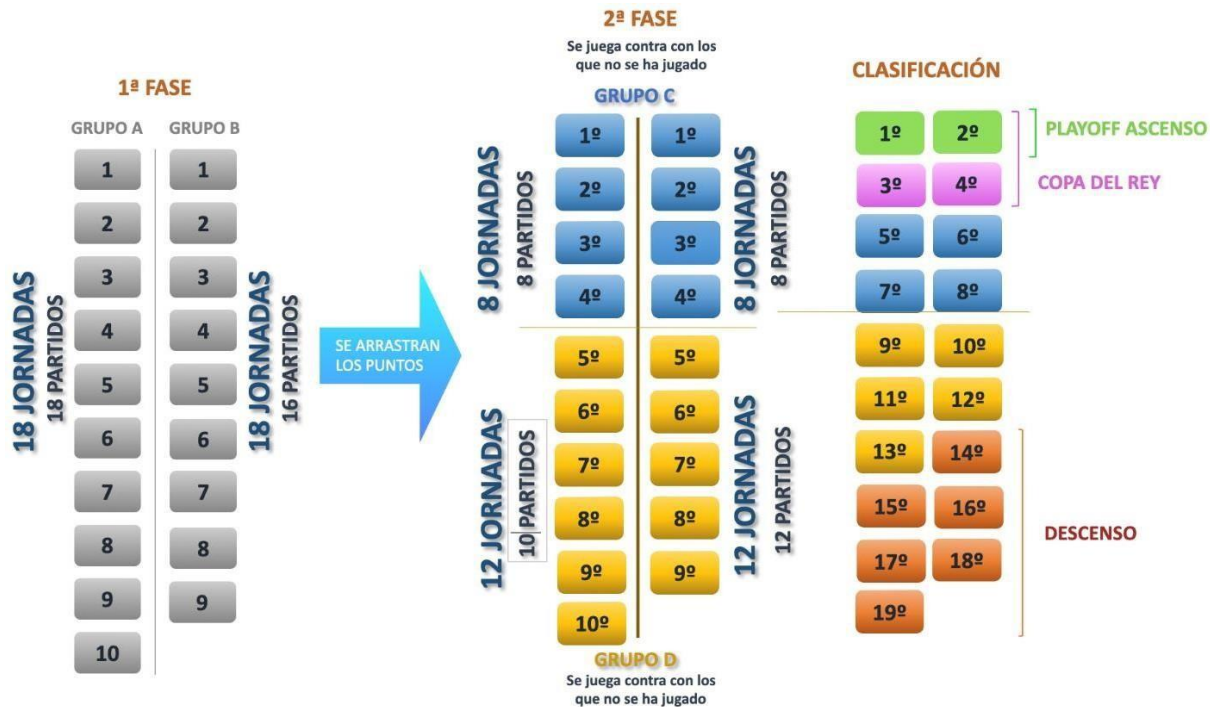 1ª FASE
GRUPO A
GRUPO B
1
2
3
4
5
6
7
8
9
10
1
2
3
4
5
6
7
8
9
18 JORNADAS
18 PARTIDOS
18 JORNADAS
16 PARTIDOS
SE ARRASTRAN
LOS PUNTOS
2ª FASE
Se juega contra con los
que no se ha jugado
GRUPO C
8 JORNADAS
8 PARTIDOS
1º
1º
2º
2º
3º
3º
4º
4º
8 JORNADAS
8 PARTIDOS
12 JORNADAS
10 PARTIDOS
5º
5º
6º
6º
7º
7º
8º
8º
9º
9º
10º
12 JORNADAS
12 PARTIDOS
GRUPO D
Se juega contra con los
que no se ha jugado
CLASIFICACIÓN
1º
2º
3º
4º
5º
6º
7º
8º
9º
10º
11º
12º
13º
14º
15º
16º
17º
18º
19º
PLAYOFF ASCENSO
COPA DEL REY
DESCENSO